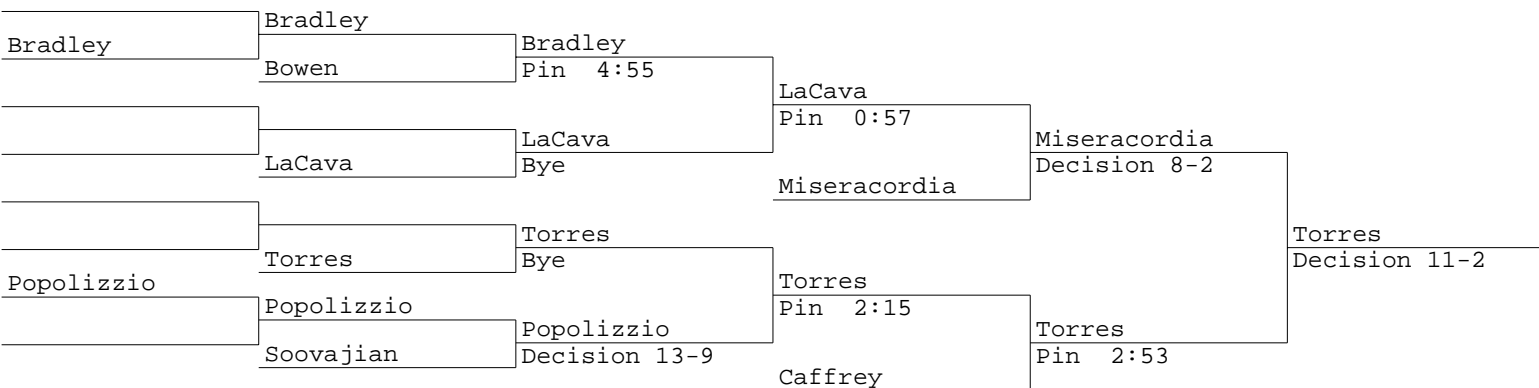 Bradley
Bradley
Bowen
Bradley
Pin 4:55
LaCava
Pin 0:57
LaCava
LaCava
Bye
Miseracordia
Miseracordia
Decision 8-2
Torres
Torres
Bye
Torres
Decision 11-2
Popolizzio
Popolizzio
Soovajian
Popolizzio
Decision 13-9
Torres
Pin 2:15
Torres
Pin 2:53
Caffrey